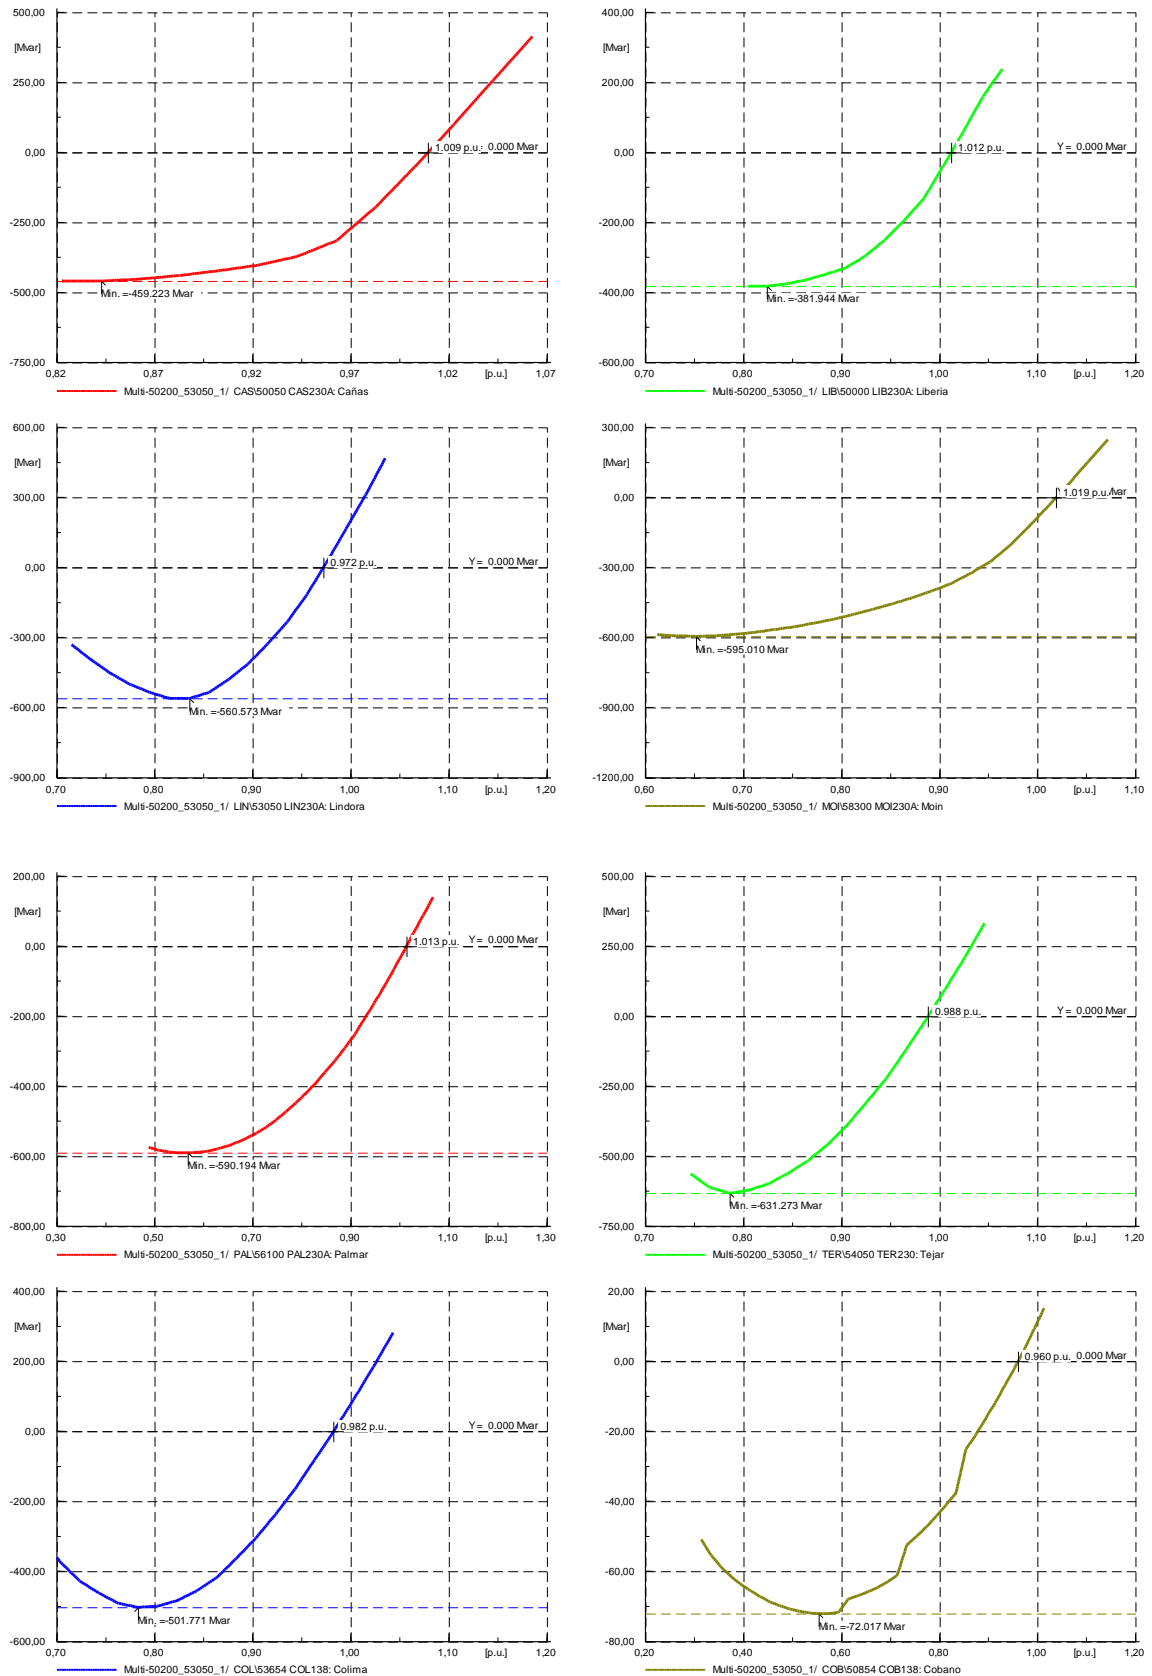 500,00
[Mvar]
250,00
0,00
1.009 p.u.: 0.000 Mvar
-250,00
-500,00
Min. =-459.223 Mvar
-750,00
0,82 0,87 0,92 0,97 1,02 [p.u.] 1,07
Multi-50200_53050_1/ CAS\50050 CAS230A: Cañas
400,00
[Mvar]
200,00
0,00
1.012 p.u. Y = 0.000 Mvar
-200,00
-400,00
Min. =-381.944 Mvar
-600,00
0,70 0,80 0,90 1,00 1,10 [p.u.] 1,20
Multi-50200_53050_1/ LIB\50000 LIB230A: Liberia
600,00
[Mvar]
300,00
0,00
0.972 p.u. Y = 0.000 Mvar
-300,00
-600,00
Min. =-560.573 Mvar
-900,00
0,70 0,80 0,90 1,00 1,10 [p.u.] 1,20
Multi-50200_53050_1/ LIN\53050 LIN230A: Lindora
300,00
[Mvar]
0,00
1.019 p.u. Mvar
-300,00
-600,00
Min. =-595.010 Mvar
-900,00
-1200,00
0,60 0,70 0,80 0,90 1,00 [p.u.] 1,10
Multi-50200_53050_1/ MOI\58300 MOI230A: Moin
200,00
[Mvar]
0,00
1.013 p.u. Y = 0.000 Mvar
-200,00
-400,00
-600,00
Min. =-590.194 Mvar
-800,00
0,30 0,50 0,70 0,90 1,10 [p.u.] 1,30
Multi-50200_53050_1/ PAL\56100 PAL230A: Palmar
500,00
[Mvar]
250,00
0,00
0.988 p.u. Y = 0.000 Mvar
-250,00
-500,00
Min. =-631.273 Mvar
-750,00
0,70 0,80 0,90 1,00 1,10 [p.u.] 1,20
Multi-50200_53050_1/ TER\54050 TER230: Tejar
400,00
[Mvar]
200,00
0,00
0.982 p.u. Y = 0.000 Mvar
-200,00
-400,00
Min. =-501.771 Mvar
-600,00
0,70 0,80 0,90 1,00 1,10 [p.u.] 1,20
Multi-50200_53050_1/ COL\53654 COL138: Colima
20,00
[Mvar]
0,00
0.960 p.u. 0.000 Mvar
-20,00
-40,00
-60,00
Min. =-72.017 Mvar
-80,00
0,20 0,40 0,60 0,80 1,00 [p.u.] 1,20
Multi-50200_53050_1/ COB\50854 COB138: Cobano